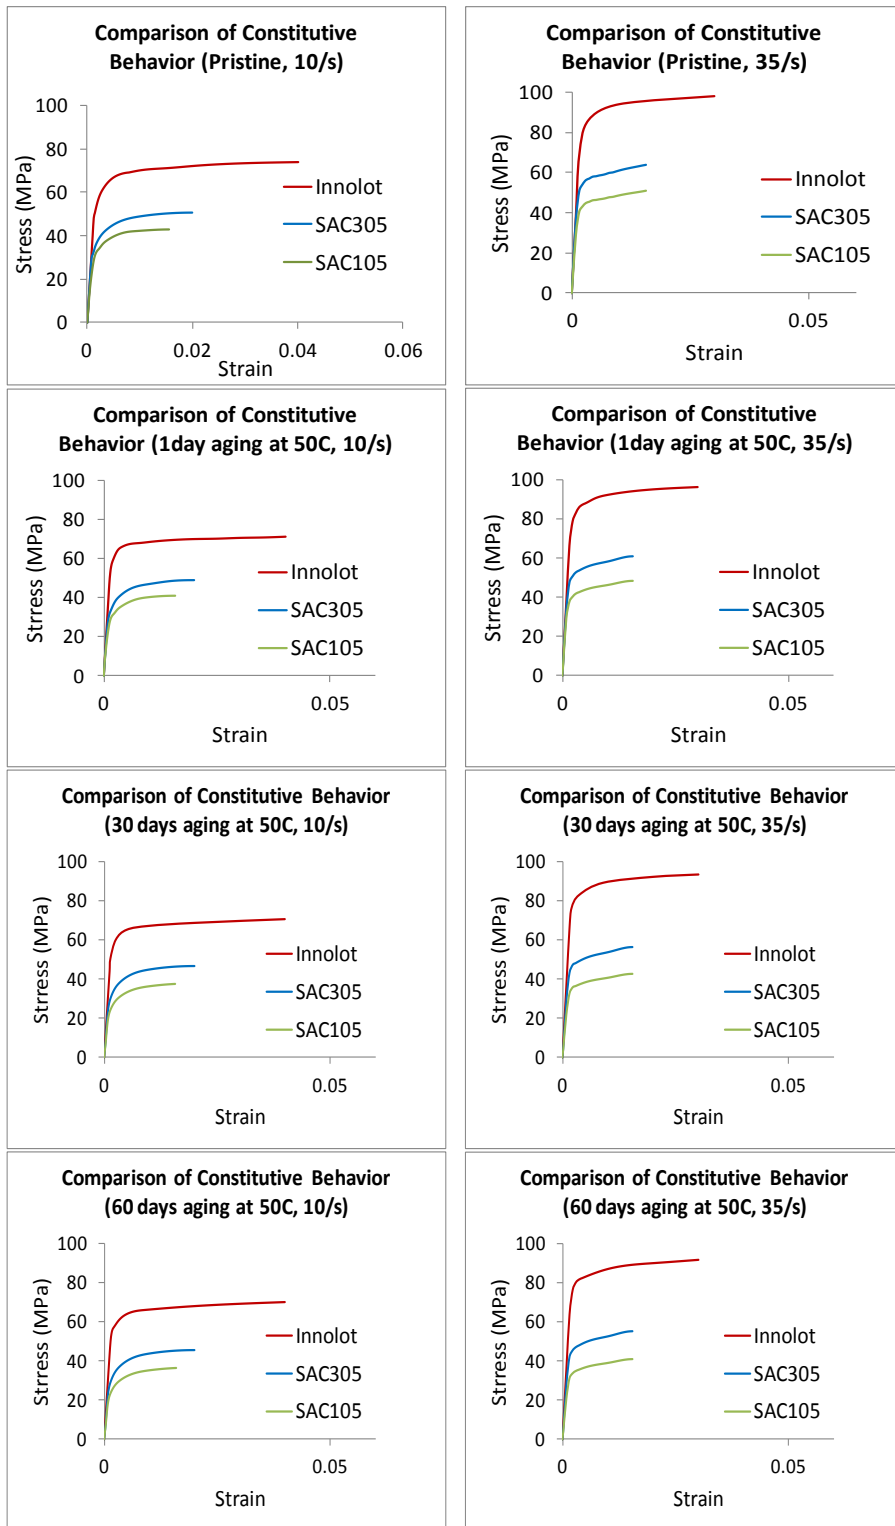 Comparison of Constitutive
Behavior (Pristine, 10/s)
Stress (MPa)
100
80
60
40
20
0
0
0.02
0.04
0.06
Strain
Innolot
SAC305
SAC105
Comparison of Constitutive
Behavior (Pristine, 35/s)
Stress (MPa)
100
80
60
40
20
0
0
0.05
Strain
Innolot
SAC305
SAC105
Comparison of Constitutive
Behavior (1day aging at 50C, 10/s)
Strress (MPa)
100
80
60
40
20
0
0
0.05
Strain
Innolot
SAC305
SAC105
Comparison of Constitutive
Behavior (1day aging at 50C, 35/s)
Strress (MPa)
100
80
60
40
20
0
0
0.05
Strain
Innolot
SAC305
SAC105
Comparison of Constitutive Behavior
(30 days aging at 50C, 10/s)
Strress (MPa)
100
80
60
40
20
0
0
0.05
Strain
Innolot
SAC305
SAC105
Comparison of Constitutive Behavior
(30 days aging at 50C, 35/s)
Strress (MPa)
100
80
60
40
20
0
0
0.05
Strain
Innolot
SAC305
SAC105
Comparison of Constitutive Behavior
(60 days aging at 50C, 10/s)
Strress (MPa)
100
80
60
40
20
0
0
0.05
Strain
Innolot
SAC305
SAC105
Comparison of Constitutive Behavior
(60 days aging at 50C, 35/s)
Strress (MPa)
100
80
60
40
20
0
0
0.05
Strain
Innolot
SAC305
SAC105